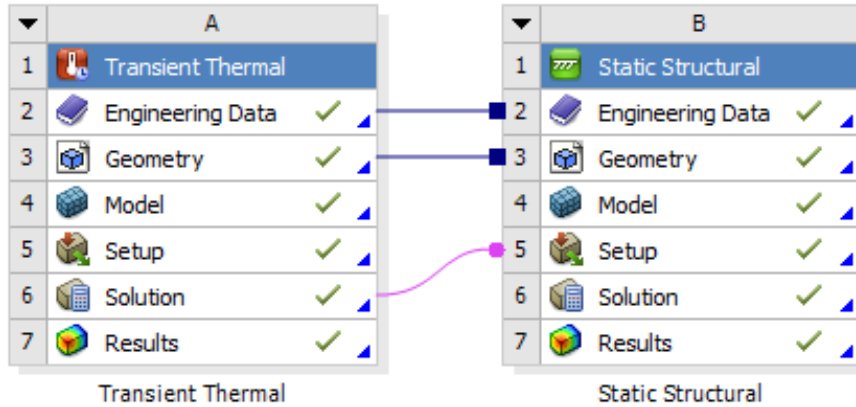 A
1 Transient Thermal
2 Engineering Data
3 Geometry
4 Model
5 Setup
6 Solution
7 Results
Transient Thermal
B
1 Static Structural
2 Engineering Data
3 Geometry
4 Model
5 Setup
6 Solution
7 Results
Static Structural